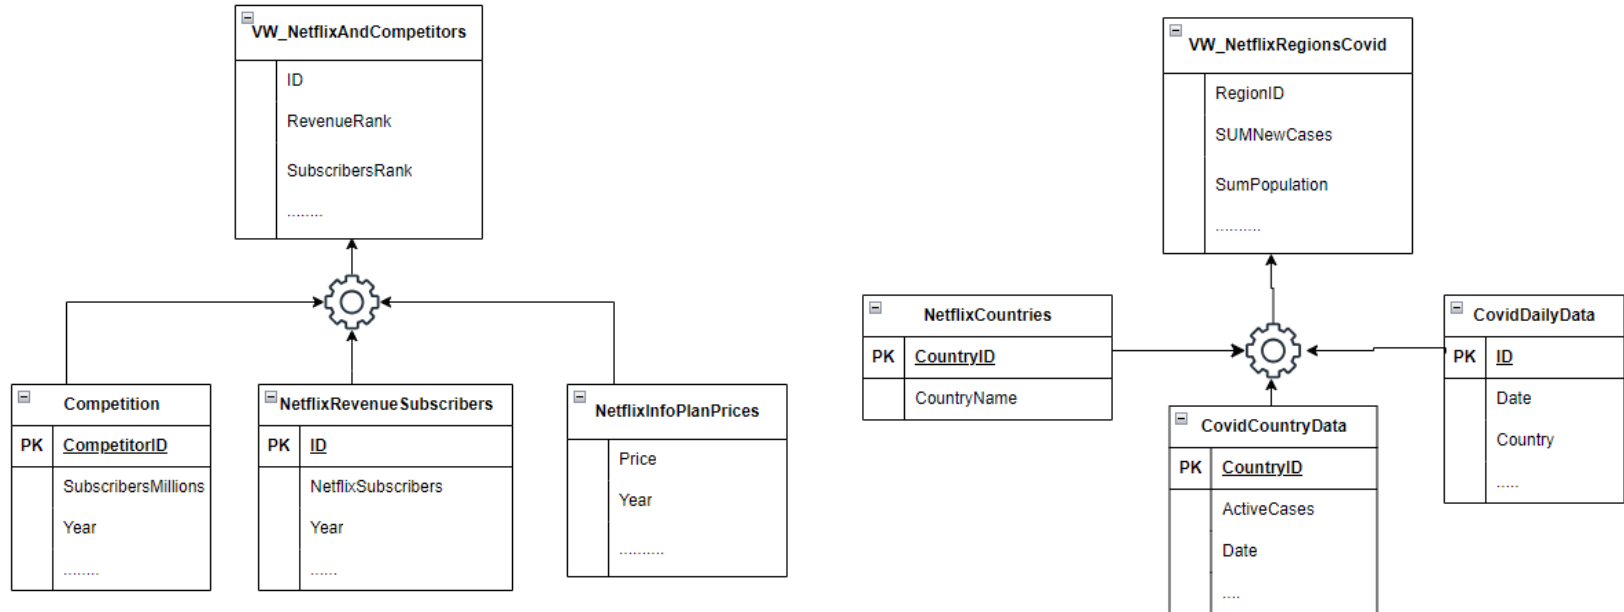 VW_NetflixAndCompetitors
ID
RevenueRank
SubscribersRank
........
Competition
PK CompetitorID
SubscribersMillions
Year
........
NetflixRevenueSubscribers
PK ID
NetflixSubscribers
Year
......
NetflixInfoPlanPrices
Price
Year
..........
VW_NetflixRegionsCovid
RegionID
SUMNewCases
SumPopulation
..........
NetflixCountries
PK CountryID
CountryName
CovidCountryData
PK CountryID
ActiveCases
Date
....
CovidDailyData
PK ID
Date
Country
.....